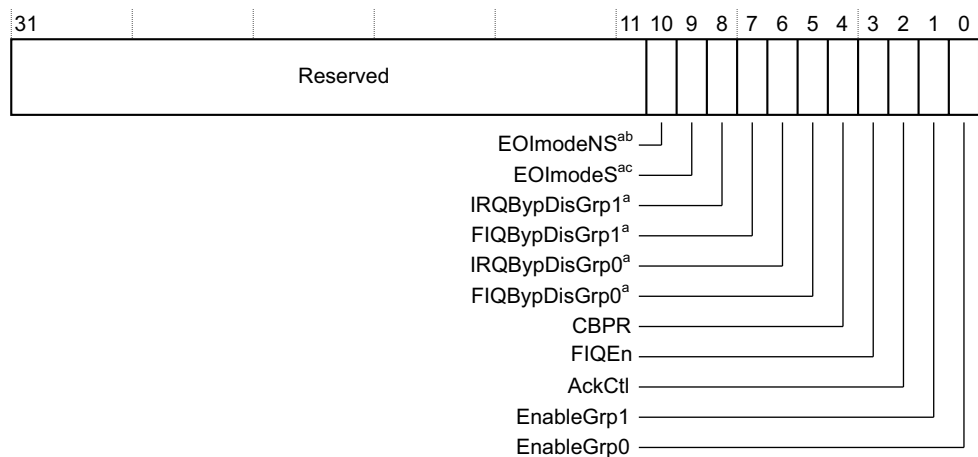 31 11 10 9 8 7 6 5 4 3 2 1 0
Reserved
EOImodeNSᵃᵇ
EOImodeSᵃᶜ
IRQBypDisGrp1ᵃ
FIQBypDisGrp1ᵃ
IRQBypDisGrp0ᵃ
FIQBypDisGrp0ᵃ
CBPR
FIQEn
AckCtl
EnableGrp1
EnableGrp0